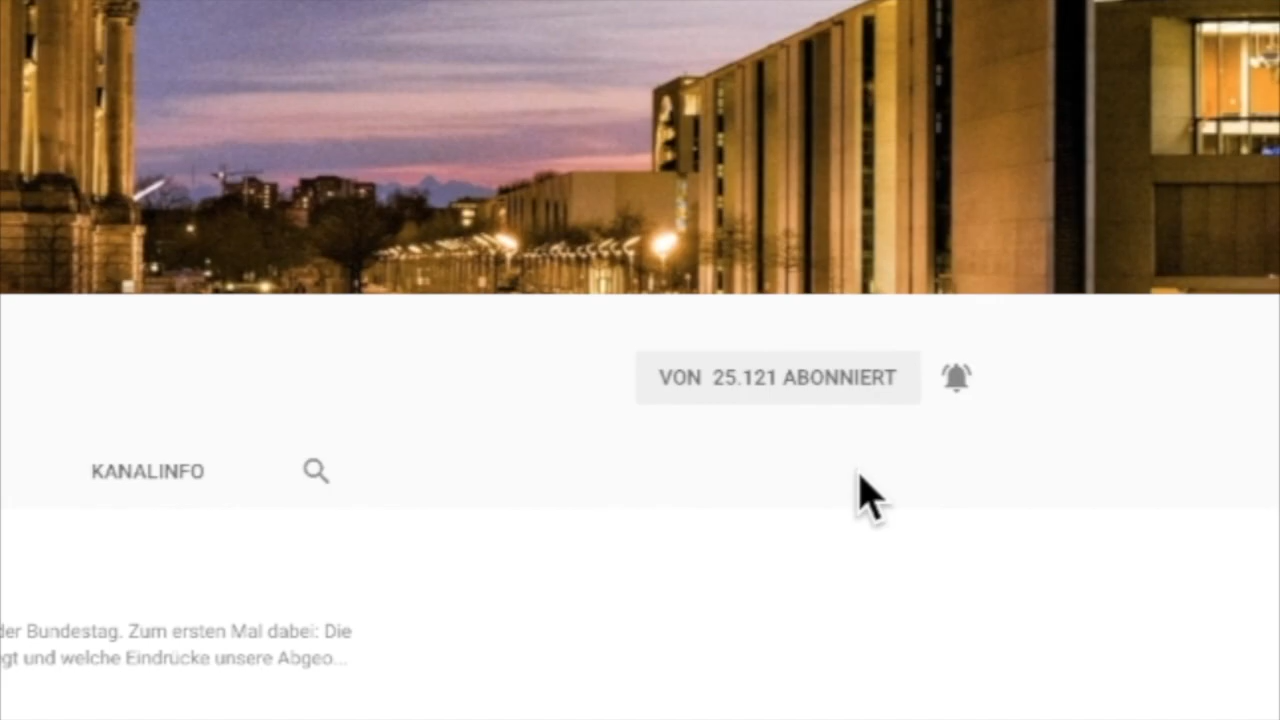 VON 25.121 ABONNIERT
KANALINFO
der Bundestag. Zum ersten Mal dabei: Die
gt und welche Eindrücke unsere Abgeo...